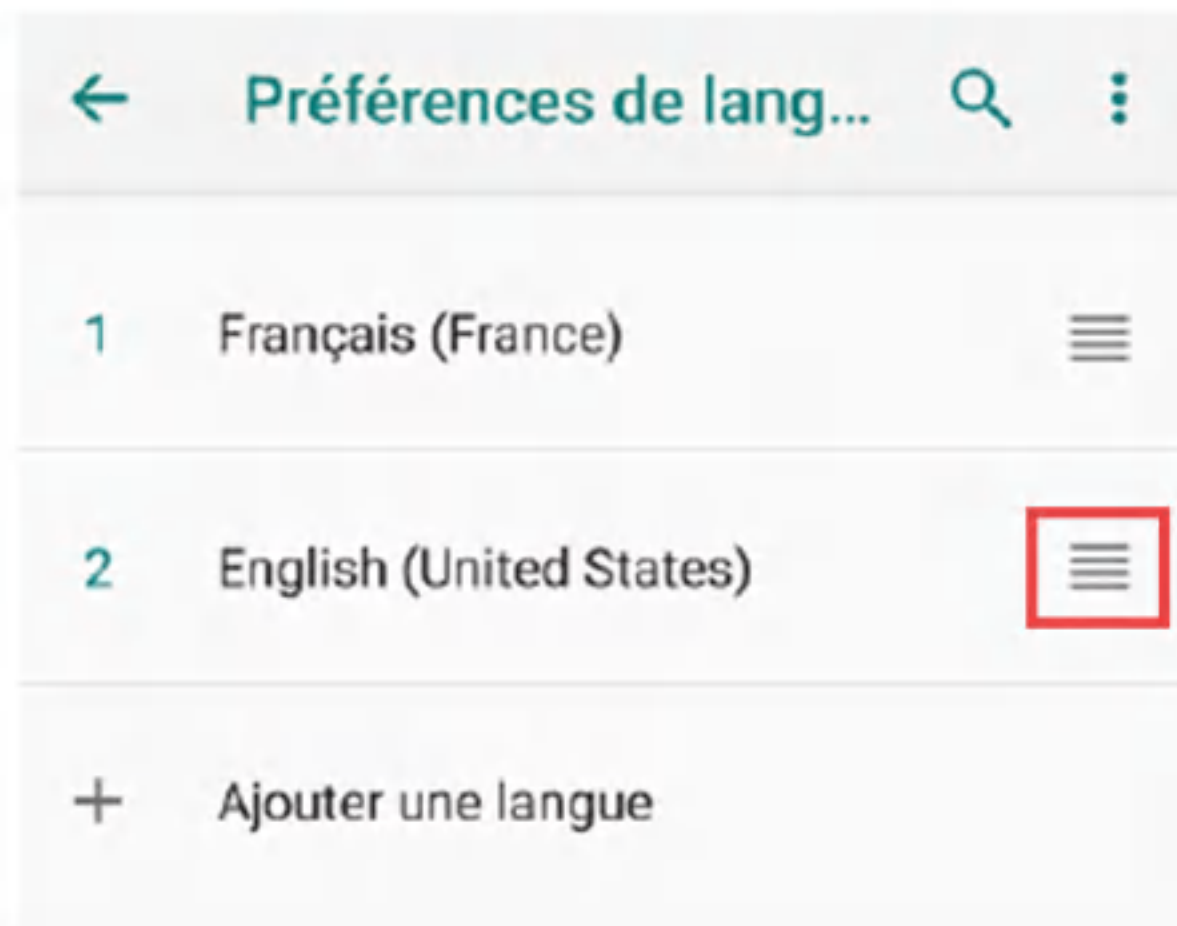 Préférences de lang...
1 Français (France)
2 English (United States)
+ Ajouter une langue